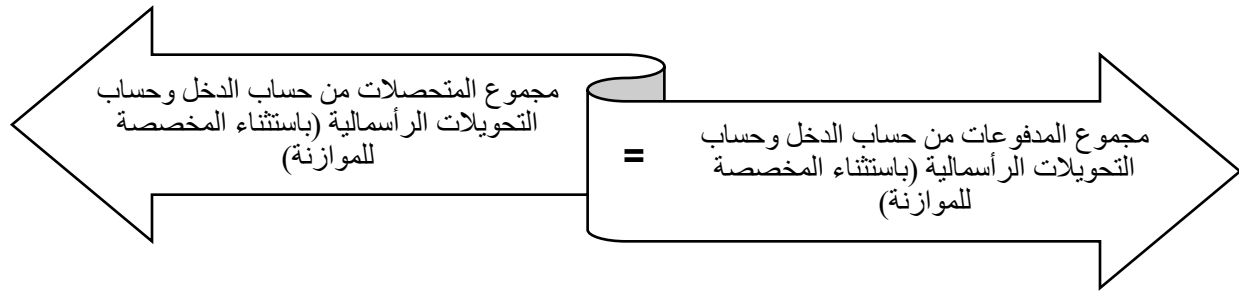 مجموع المدفوعات من حساب الدخل وحساب
التحويلات الرأسمالية (باستثناء المخصصة
للموازنة)
=
مجموع المتحصلات من حساب الدخل وحساب
التحويلات الرأسمالية (باستثناء المخصصة
للموازنة)